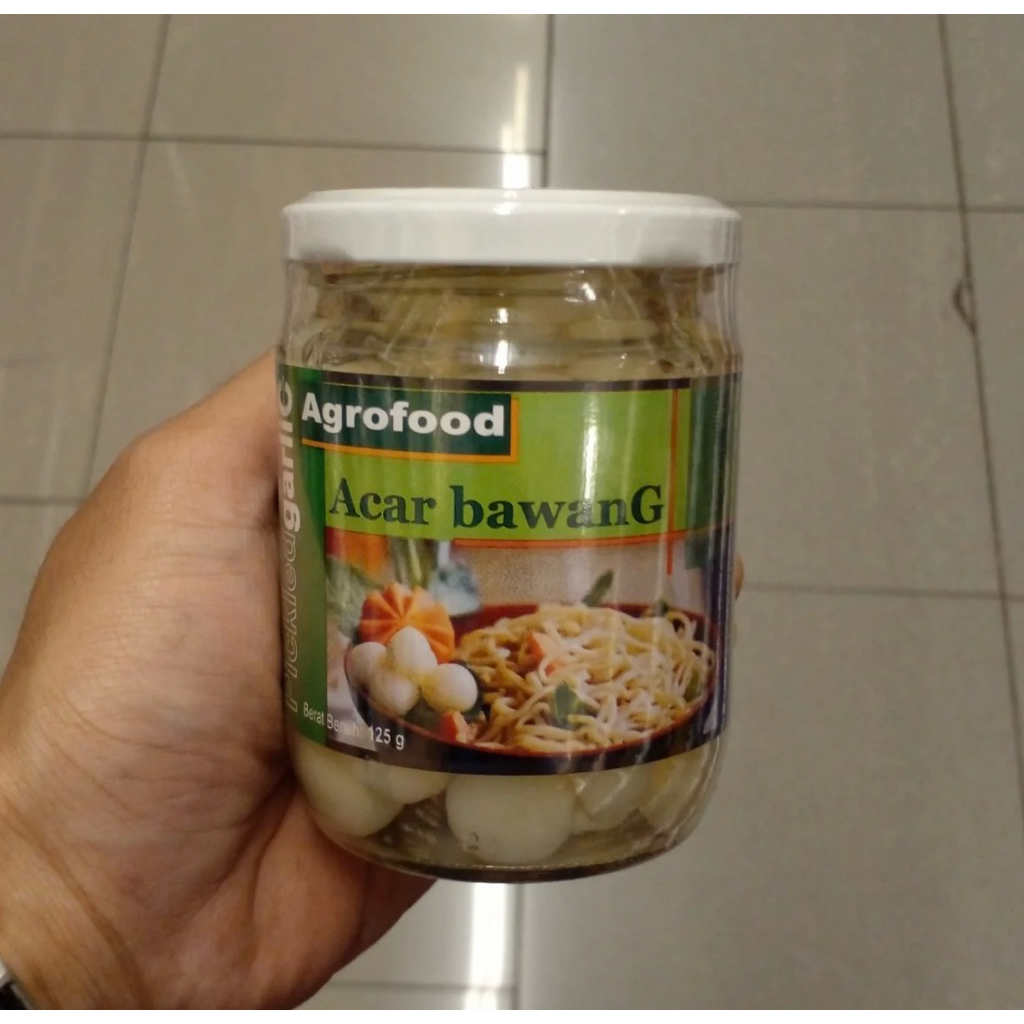 Agrofood
Acar bawanG
Pickled garlic
Berat Bersih: 125 g